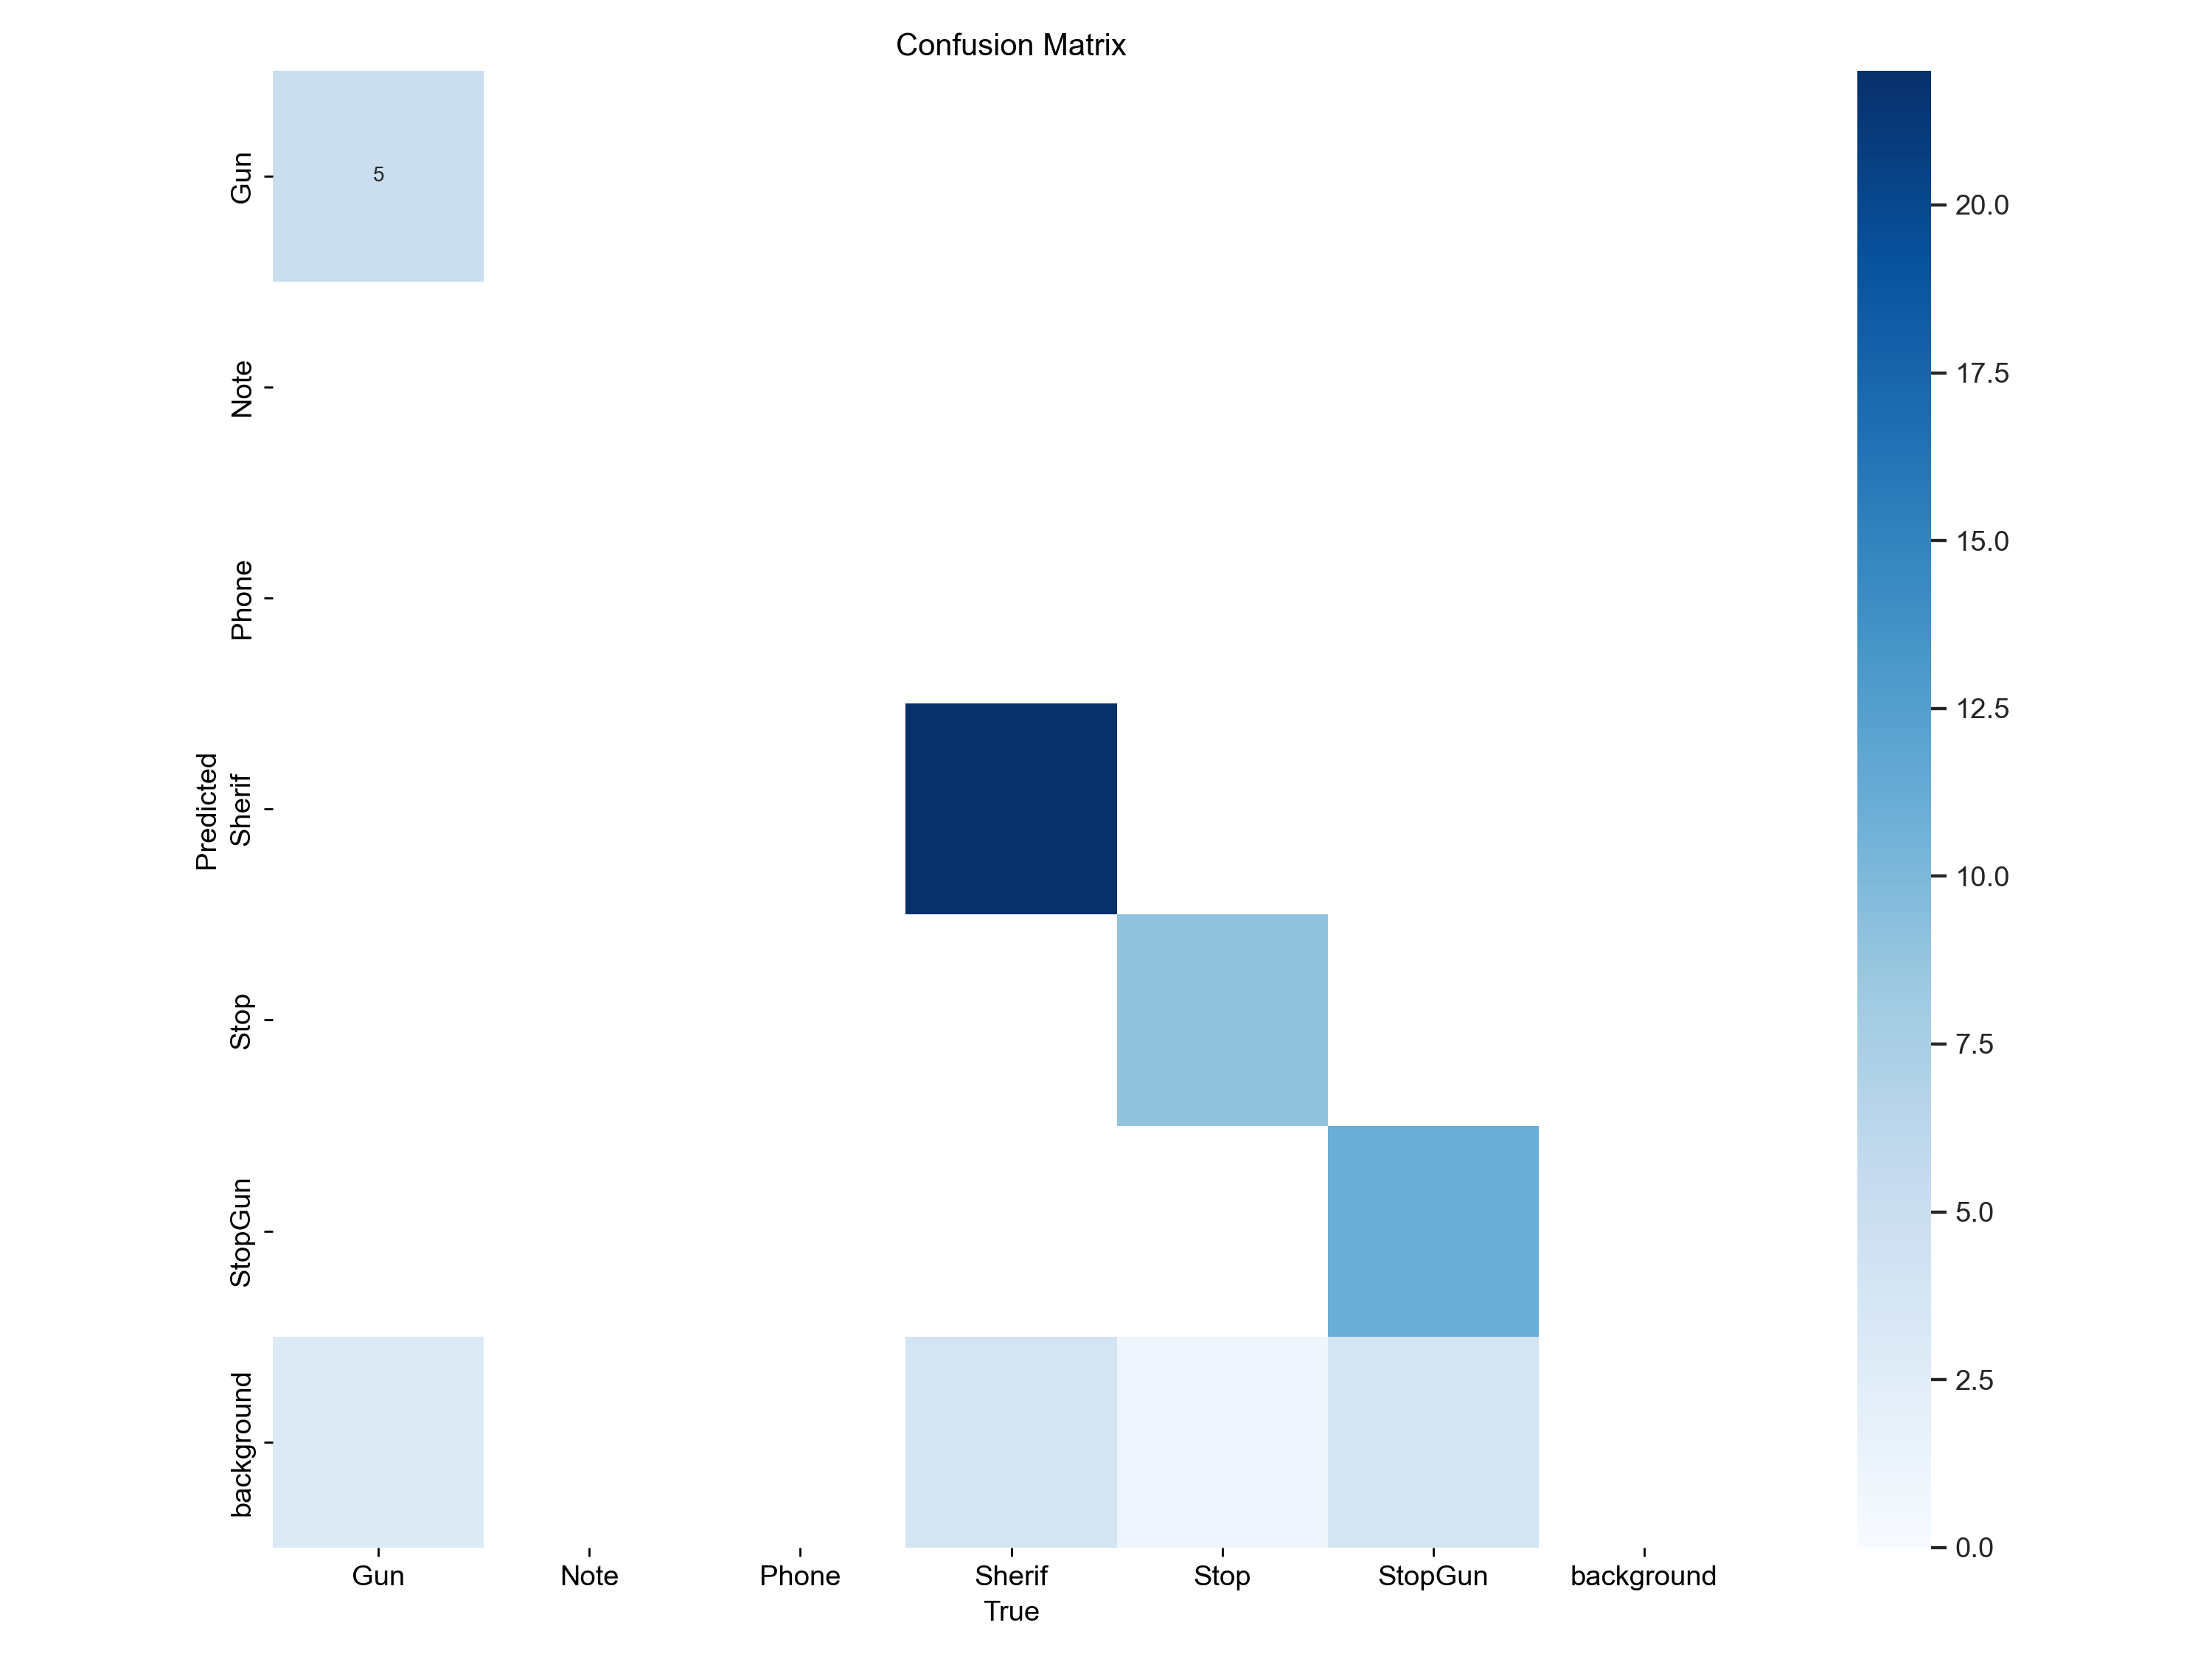 Confusion Matrix
Gun
Note
Phone
Sherif
Stop
StopGun
background
Predicted
5
Gun
Note
Phone
Sherif
Stop
StopGun
background
True
20.0
17.5
15.0
12.5
10.0
7.5
5.0
2.5
0.0